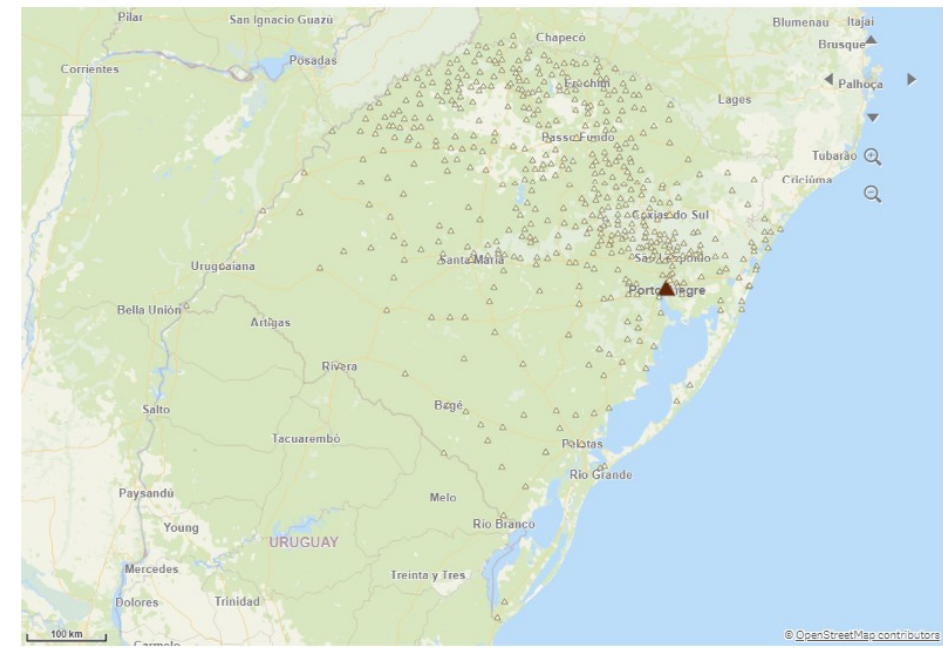 Pilar
San Ignacio Guazú
Blumenau
Itajaí
Chapecó
Brusque
Corrientes
Posadas
Erechim
Palhoça
Lages
Passo Fundo
Tubarão
Criciúma
Caxias do Sul
Santa Maria
São Leopoldo
Uruguaiana
Porto Alegre
Bella Unión
Artigas
Rivera
Salto
Bagé
Tacuarembó
Pelotas
Rio Grande
Paysandú
Melo
Young
Río Branco
URUGUAY
Mercedes
Treinta y Tres
Dolores
Trinidad
100 km
Carmelo
© OpenStreetMap contributors